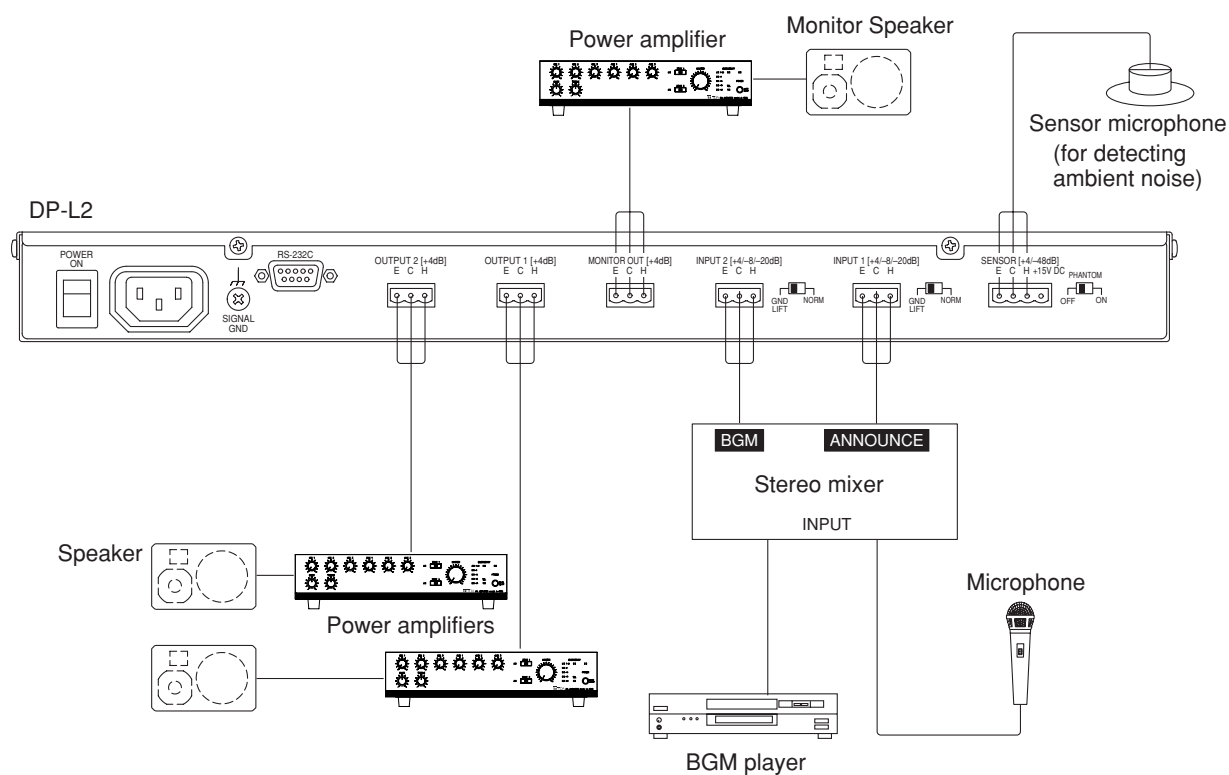 Power amplifier
Monitor Speaker
Sensor microphone
(for detecting
ambient noise)
DP-L2
POWER
ON
SIGNAL
GND
RS-232C
OUTPUT 2 [+4dB]
E C H
OUTPUT 1 [+4dB]
E C H
MONITOR OUT [+4dB]
E C H
INPUT 2 [+4/–8/–20dB]
E C H
GND
LIFT
NORM
INPUT 1 [+4/–8/–20dB]
E C H
GND
LIFT
NORM
SENSOR [+4/–48dB]
E C H +15V DC
PHANTOM
OFF ON
BGM
ANNOUNCE
Stereo mixer
INPUT
Speaker
Power amplifiers
Microphone
BGM player